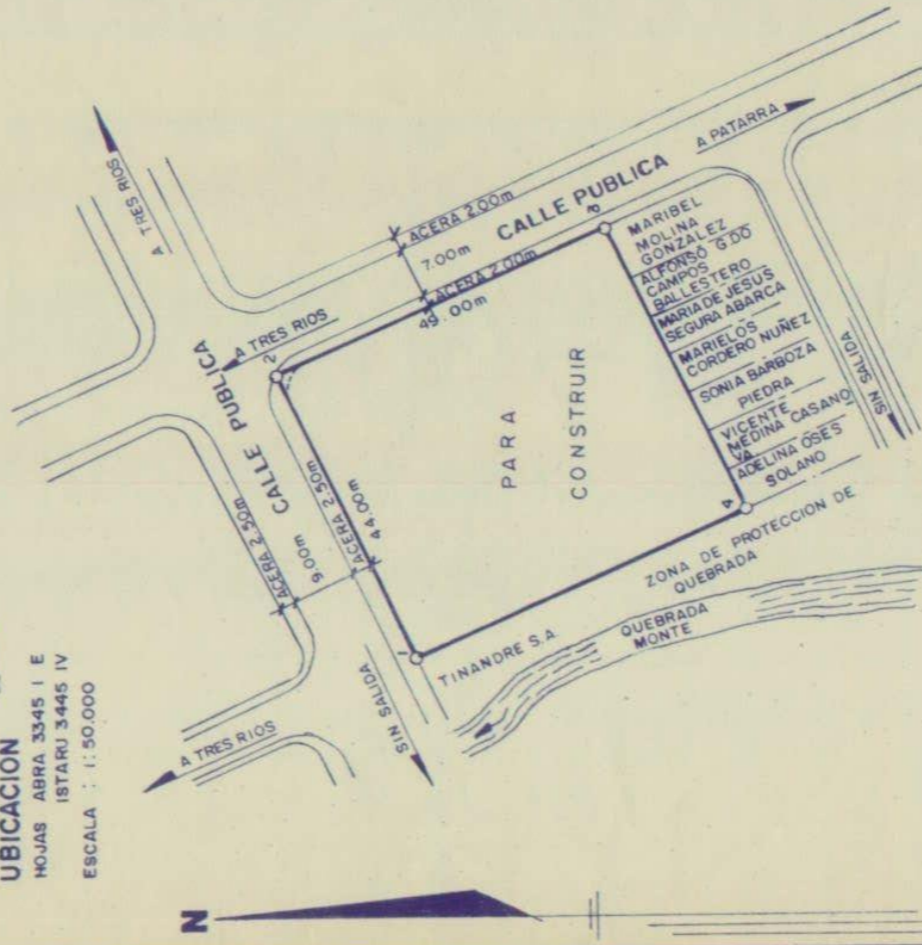 UBICACION
HOJAS ABRA 3345 I E
ISTARU 3445 IV
ESCALA : 1:50.000
N
A TRES RIOS
A TRES RIOS
A TRES RIOS
CALLE PUBLICA
ACERA 2.50m
9.00m
ACERA 2.50m
44.00m
SIN SALIDA
ACERA 2.00m
7.00m
ACERA 2.00m
49.00m
CALLE PUBLICA
A PATARRA
1
2
4
PARA
CONSTRUIR
MARIBEL
MOLINA
GONZALEZ
ALFONSO G.DO
CAMPOS
BALLESTERO
MARIA DE JESUS
SEGURA ABARCA
MARIELOS
CORDERO NUÑEZ
SONIA BARBOZA
PIEDRA
VICENTE
MEDINA CASANO
VA
ADELINA OSES
SOLANO
SIN SALIDA
ZONA DE PROTECCION DE
QUEBRADA
TINANDRE S.A.
QUEBRADA
MONTE